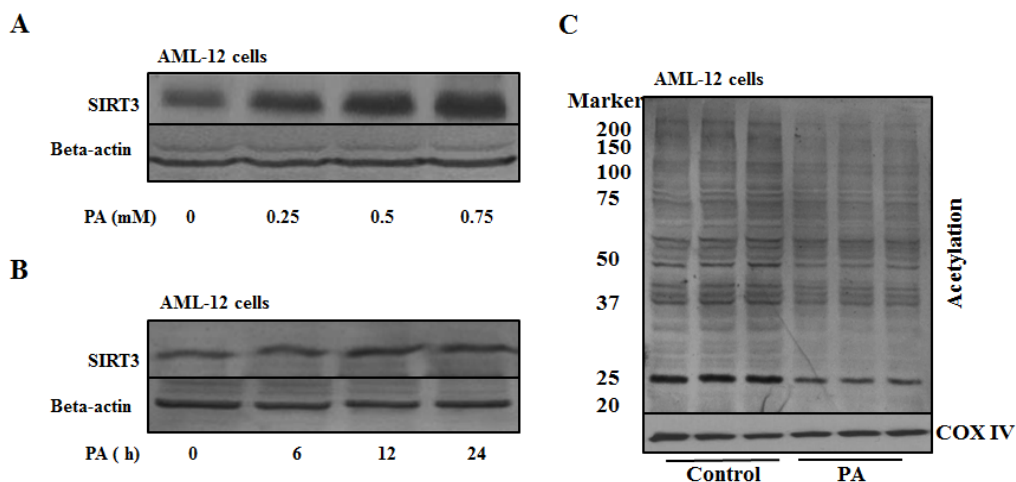 A
AML-12 cells
SIRT3
Beta-actin
PA (mM) 0 0.25 0.5 0.75
B
AML-12 cells
SIRT3
Beta-actin
PA ( h) 0 6 12 24
C
AML-12 cells
Marker
200
150
100
75
50
37
25
20
Acetylation
COX IV
Control PA